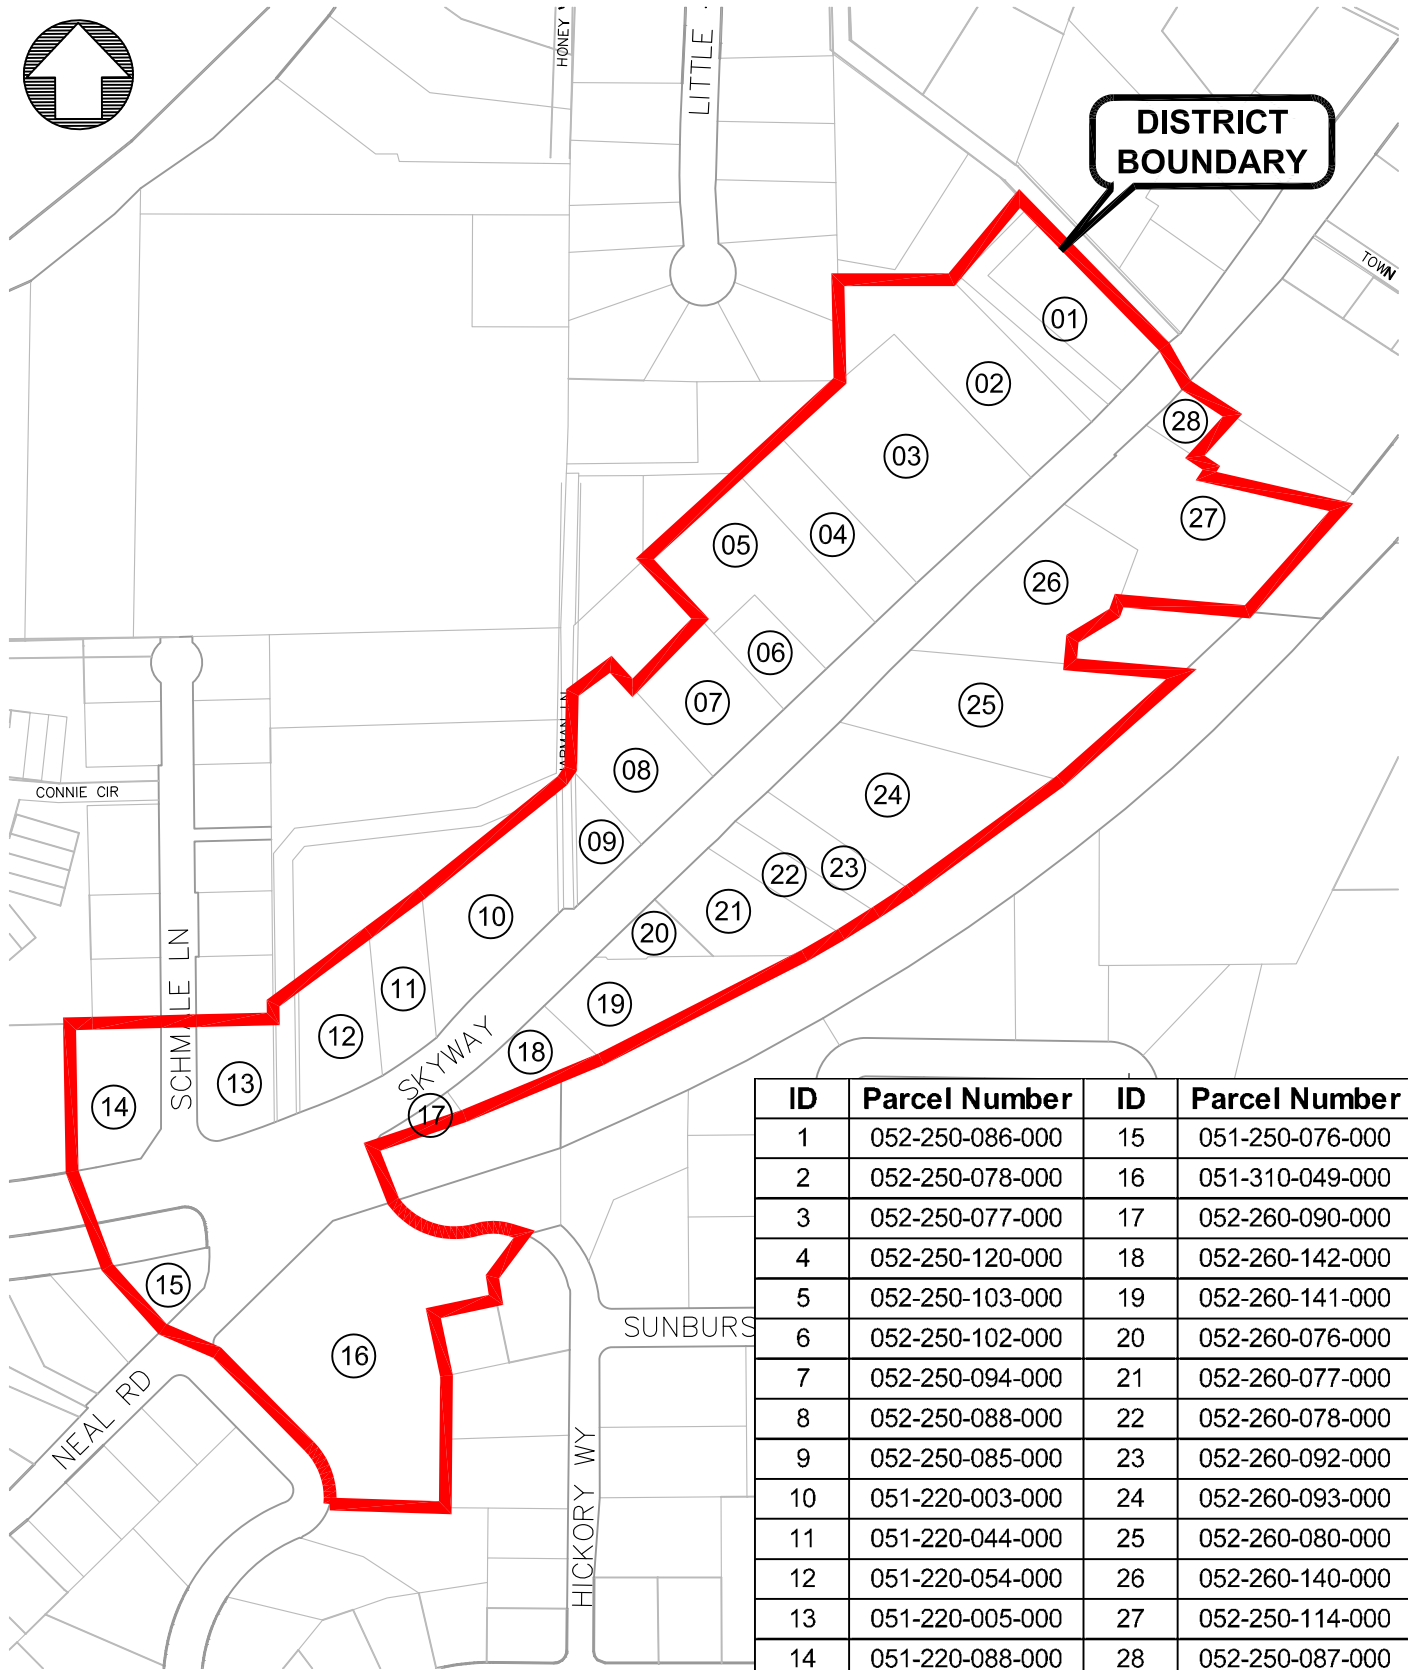 HONEY
LITTLE
DISTRICT
BOUNDARY
TOWN
01
02
28
03
27
04
05
26
06
07
25
08
CONNIE CIR
24
09
23
22
10
21
20
SCHMALE LN
11
19
12
SKYWAY
18
13
14
17
15
16
SUNBURS
NEAL RD
HICKORY WY
ID Parcel Number ID Parcel Number
1 052-250-086-000 15 051-250-076-000
2 052-250-078-000 16 051-310-049-000
3 052-250-077-000 17 052-260-090-000
4 052-250-120-000 18 052-260-142-000
5 052-250-103-000 19 052-260-141-000
6 052-250-102-000 20 052-260-076-000
7 052-250-094-000 21 052-260-077-000
8 052-250-088-000 22 052-260-078-000
9 052-250-085-000 23 052-260-092-000
10 051-220-003-000 24 052-260-093-000
11 051-220-044-000 25 052-260-080-000
12 051-220-054-000 26 052-260-140-000
13 051-220-005-000 27 052-250-114-000
14 051-220-088-000 28 052-250-087-000